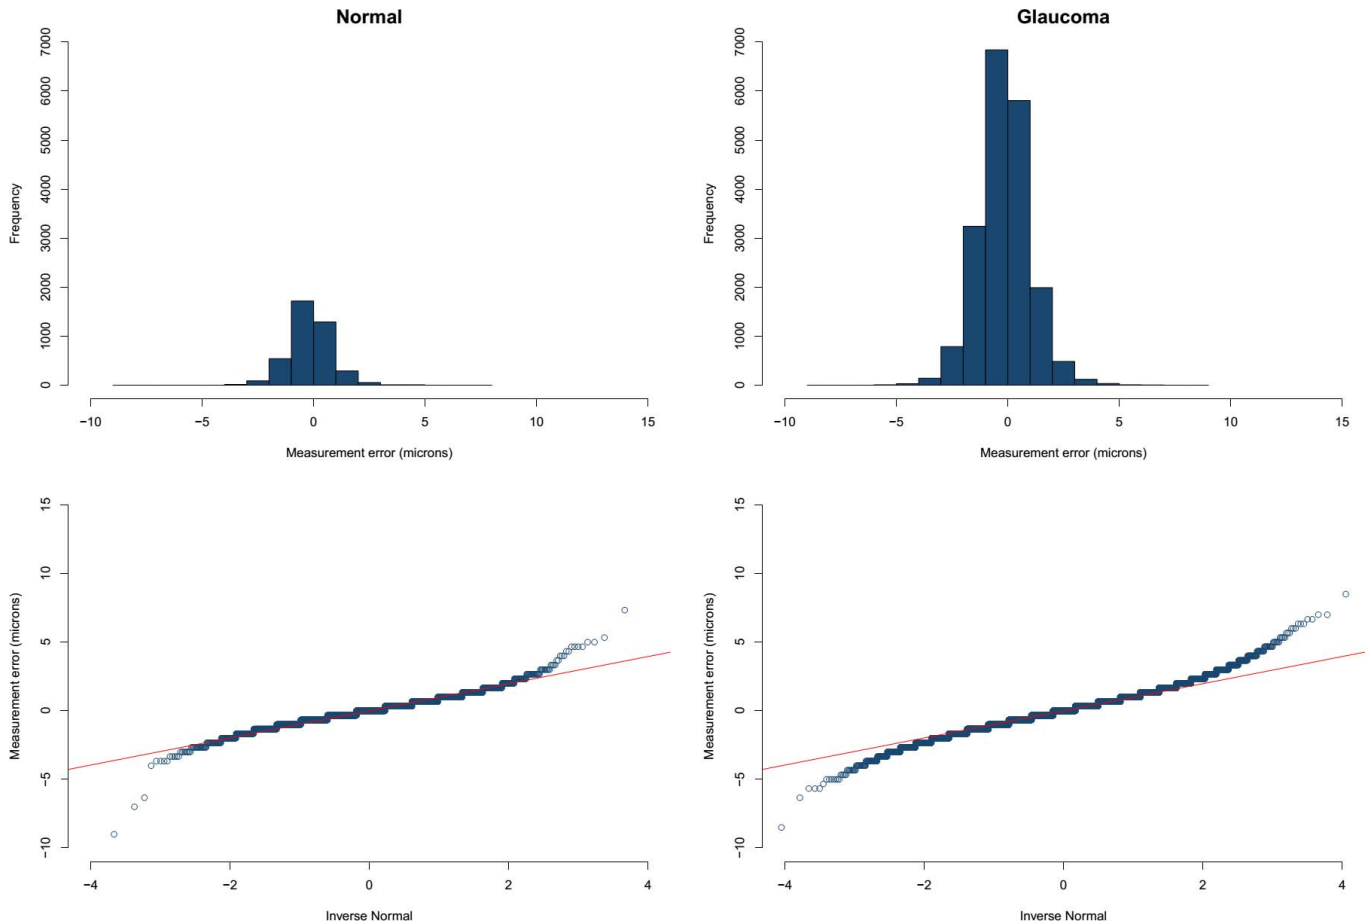 Normal
Glaucoma
7000
6000
5000
4000
3000
2000
1000
0
Frequency
−10 −5 0 5 10 15
Measurement error (microns)
7000
6000
5000
4000
3000
2000
1000
0
Frequency
−10 −5 0 5 10 15
Measurement error (microns)
15
10
5
0
−5
−10
Measurement error (microns)
−4 −2 0 2 4
Inverse Normal
15
10
5
0
−5
−10
Measurement error (microns)
−4 −2 0 2 4
Inverse Normal